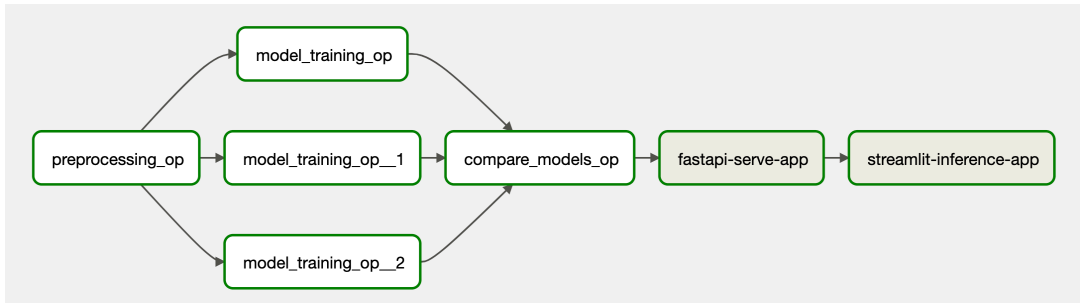 model_training_op
preprocessing_op
model_training_op__1
compare_models_op
fastapi-serve-app
streamlit-inference-app
model_training_op__2